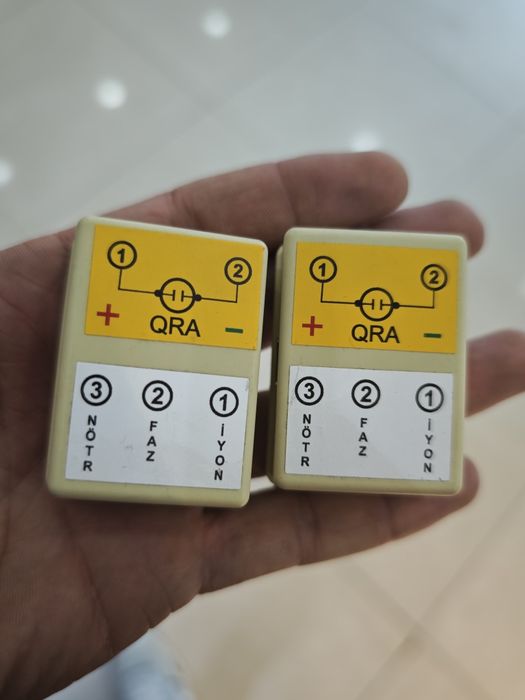 ① ②
+ QRA −
③ ② ①
NÖTR FAZ İYON
① ②
+ QRA −
③ ② ①
NÖTR FAZ İYON